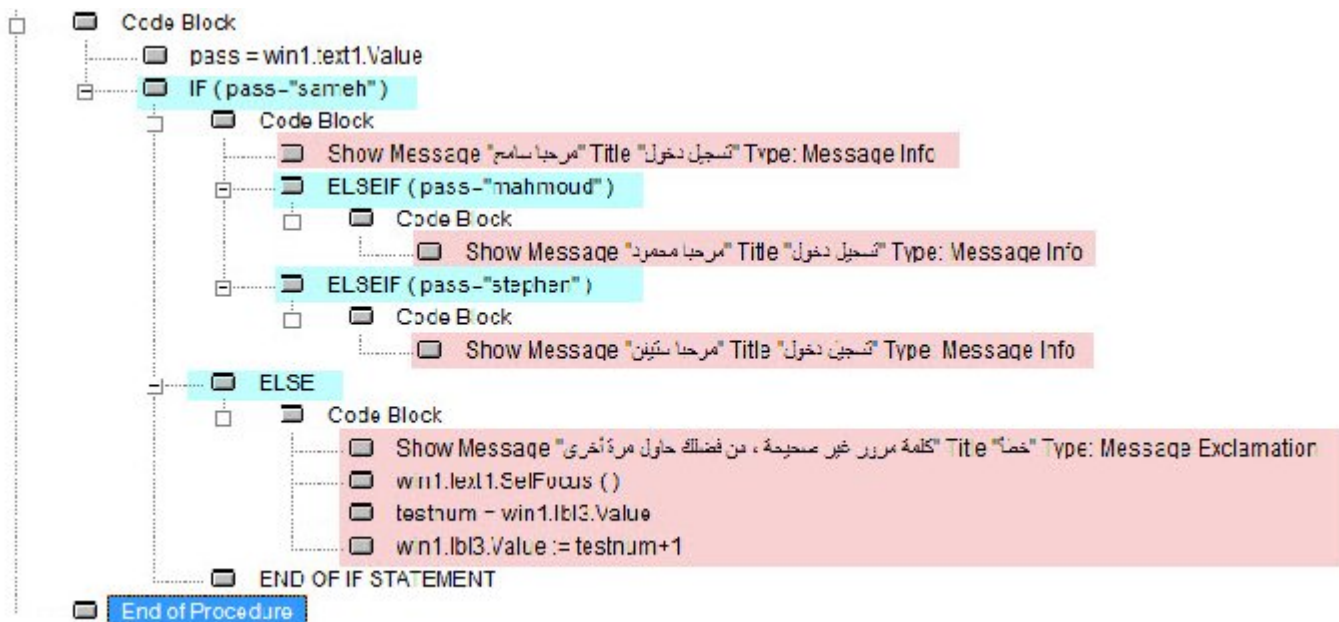 Code Block
pass = win1.text1.Value
IF ( pass="sameh" )
Code Block
Show Message "مرحبا سامح" Title "تسجيل دخول" Type: Message Info
ELSEIF ( pass="mahmoud" )
Code Block
Show Message "مرحبا محمود" Title "تسجيل دخول" Type: Message Info
ELSEIF ( pass="stephen" )
Code Block
Show Message "مرحبا ستيفن" Title "تسجيل دخول" Type: Message Info
ELSE
Code Block
Show Message "كلمة مرور غير صحيحة ، من فضلك حاول مرة أخرى" Title "خطأ" Type: Message Exclamation
win1.text1.SetFocus ( )
testnum = win1.lbl3.Value
win1.lbl3.Value := testnum+1
END OF IF STATEMENT
End of Procedure